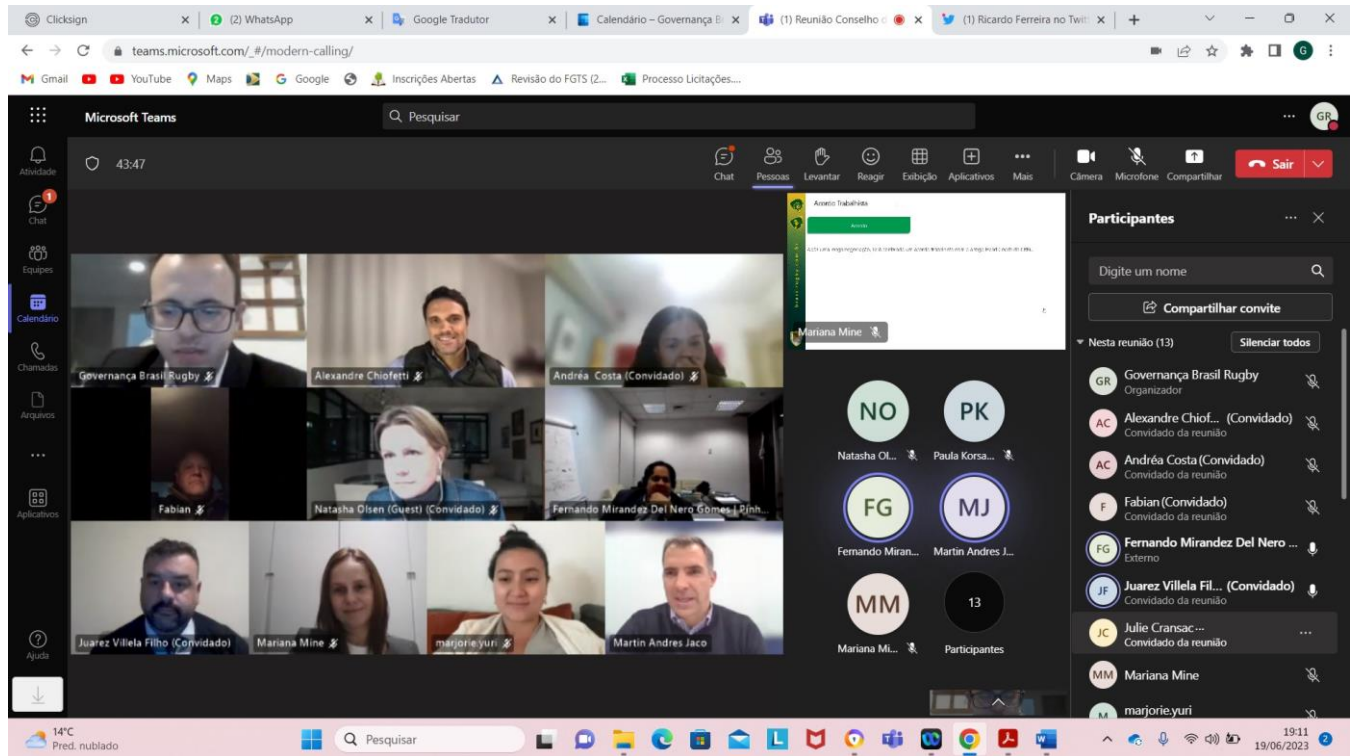 Clicksign
(2) WhatsApp
Google Tradutor
Calendário – Governança B
(1) Reunião Conselho
(1) Ricardo Ferreira no Twit
teams.microsoft.com/_#/modern-calling/
G
Gmail
YouTube
Maps
Google
Inscrições Abertas
Revisão do FGTS (2...
Processo Licitações....
Microsoft Teams
Pesquisar
GR
43:47
Chat
Pessoas
Levantar
Reagir
Exibição
Aplicativos
Mais
Câmera
Microfone
Compartilhar
Sair
Atividade
1
Chat
Equipes
Calendário
Chamadas
Arquivos
Aplicativos
Ajuda
Governança Brasil Rugby
Alexandre Chiofetti
Andréa Costa (Convidado)
Fabian
Natasha Olsen (Guest) (Convidado)
Fernando Mirandez Del Nero Gomes | Pinh...
Juarez Villela Filho (Convidado)
Mariana Mine
marjorie.yuri
Martin Andres Jaco
Acordo Trabalhista
Acordo
Mariana Mine
NO
Natasha Ol...
PK
Paula Korsa...
FG
Fernando Miran...
MJ
Martin Andres J...
MM
Mariana Mi...
13
Participantes
Participantes
Digite um nome
Compartilhar convite
Nesta reunião (13)
Silenciar todos
GR
Governança Brasil Rugby
Organizador
AC
Alexandre Chiof... (Convidado)
Convidado da reunião
AC
Andréa Costa (Convidado)
Convidado da reunião
F
Fabian (Convidado)
Convidado da reunião
FG
Fernando Mirandez Del Nero ...
Externo
JF
Juarez Villela Fil... (Convidado)
Convidado da reunião
JC
Julie Cransac ...
Convidado da reunião
MM
Mariana Mine
M
marjorie.yuri
14°C
Pred. nublado
Pesquisar
19:11
19/06/2023
2